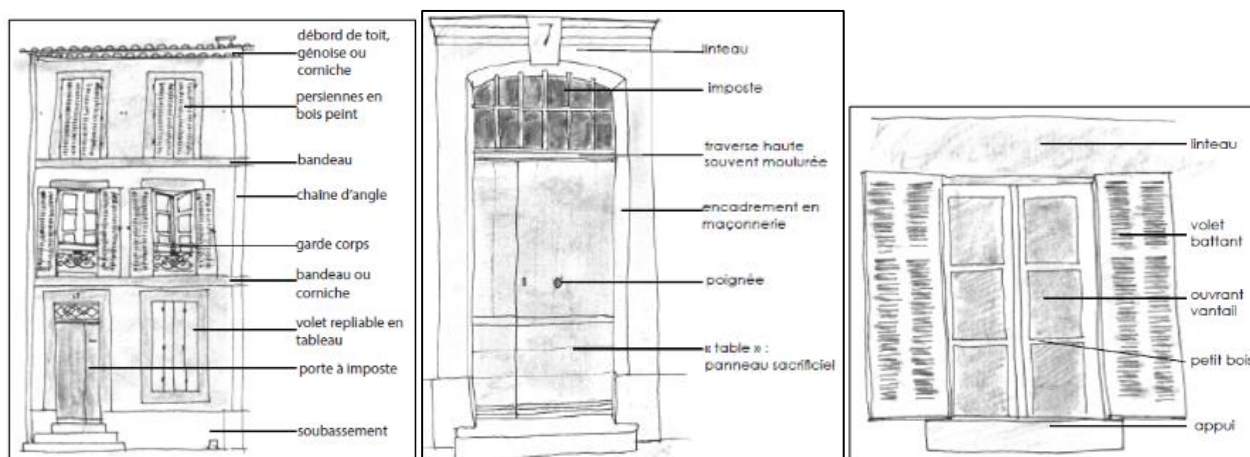 débord de toit,
génoise ou
corniche
persiennes en
bois peint
bandeau
chaîne d'angle
garde corps
bandeau ou
corniche
volet repliable en
tableau
porte à imposte
soubassement
7
linteau
imposte
traverse haute
souvent moulurée
encadrement en
maçonnerie
poignée
« table » :
panneau sacrificiel
linteau
volet
battant
ouvrant
vantail
petit bois
appui